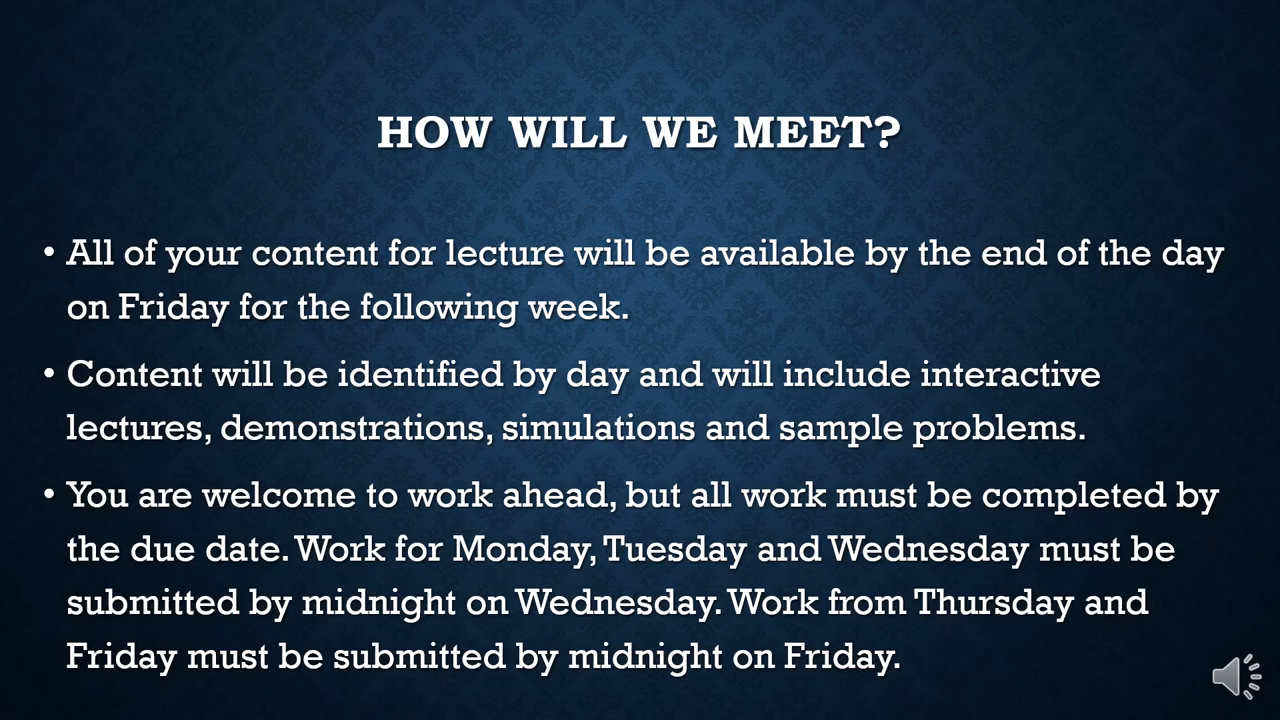 HOW WILL WE MEET?
• All of your content for lecture will be available by the end of the day
on Friday for the following week.
• Content will be identified by day and will include interactive
lectures, demonstrations, simulations and sample problems.
• You are welcome to work ahead, but all work must be completed by
the due date. Work for Monday, Tuesday and Wednesday must be
submitted by midnight on Wednesday. Work from Thursday and
Friday must be submitted by midnight on Friday.